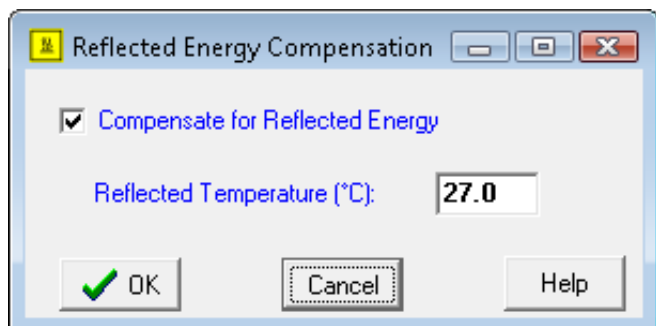 Reflected Energy Compensation
Compensate for Reflected Energy
Reflected Temperature (°C): 27.0
OK Cancel Help